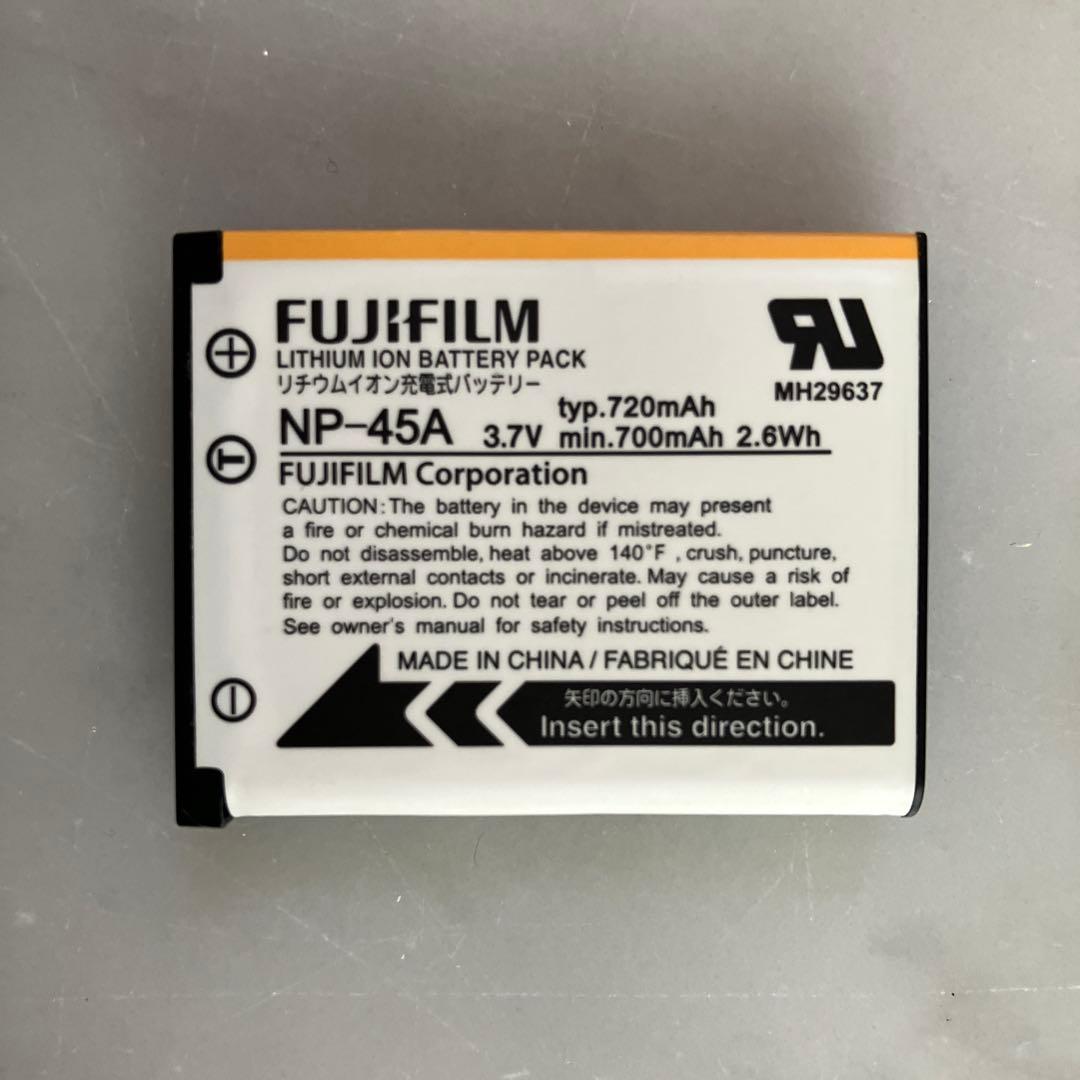 FUJIFILM
LITHIUM ION BATTERY PACK
リチウムイオン充電式バッテリー
NP-45A 3.7V typ.720mAh min.700mAh 2.6Wh
MH29637
FUJIFILM Corporation
CAUTION: The battery in the device may present
a fire or chemical burn hazard if mistreated.
Do not disassemble, heat above 140°F , crush, puncture,
short external contacts or incinerate. May cause a risk of
fire or explosion. Do not tear or peel off the outer label.
See owner's manual for safety instructions.
MADE IN CHINA / FABRIQUÉ EN CHINE
矢印の方向に挿入ください。
Insert this direction.
+
T
−